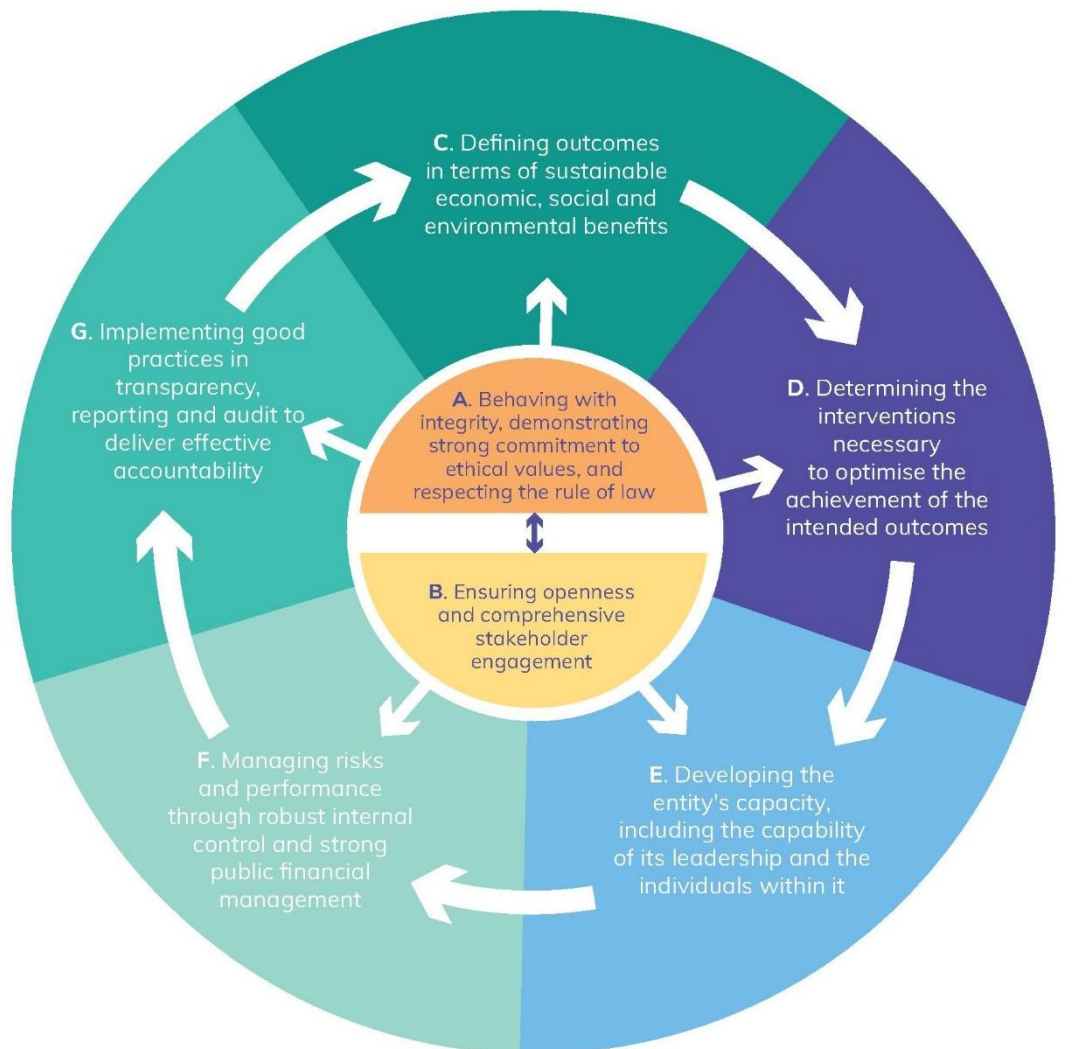 C. Defining outcomes
in terms of sustainable
economic, social and
environmental benefits
G. Implementing good
practices in
transparency,
reporting and audit to
deliver effective
accountability
A. Behaving with
integrity, demonstrating
strong commitment to
ethical values, and
respecting the rule of law
D. Determining the
interventions
necessary
to optimise the
achievement of the
intended outcomes
B. Ensuring openness
and comprehensive
stakeholder
engagement
F. Managing risks
and performance
through robust internal
control and strong
public financial
management
E. Developing the
entity's capacity,
including the capability
of its leadership and the
individuals within it